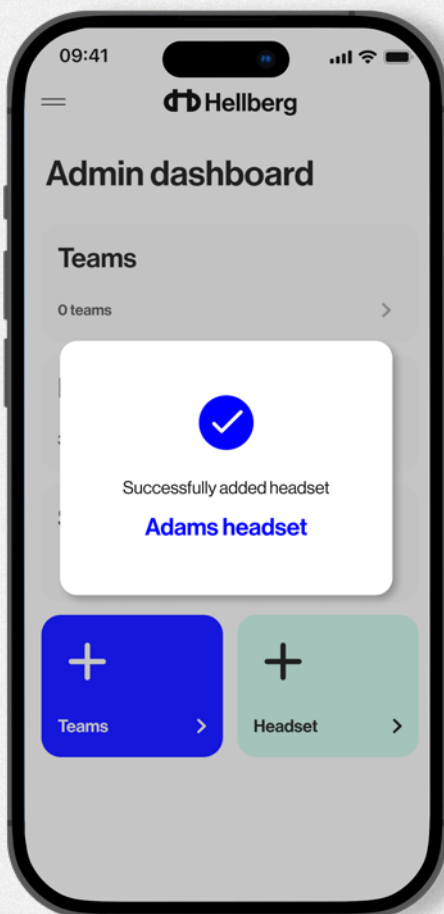 09:41
Hellberg
Admin dashboard
Teams
0 teams
Successfully added headset
Adams headset
Teams
Headset